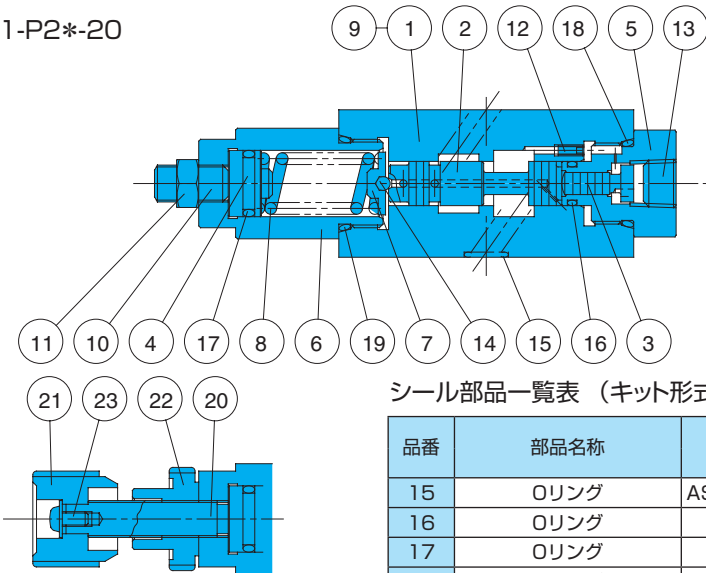 1-P2*-20
9 1 2 12 18 5 13
11 10 4 17 8 6 19 7 14 15 16 3
21 23 22 20
シール部品一覧表 (キット形式
品番 部品名称
15 Oリング AS
16 Oリング
17 Oリング